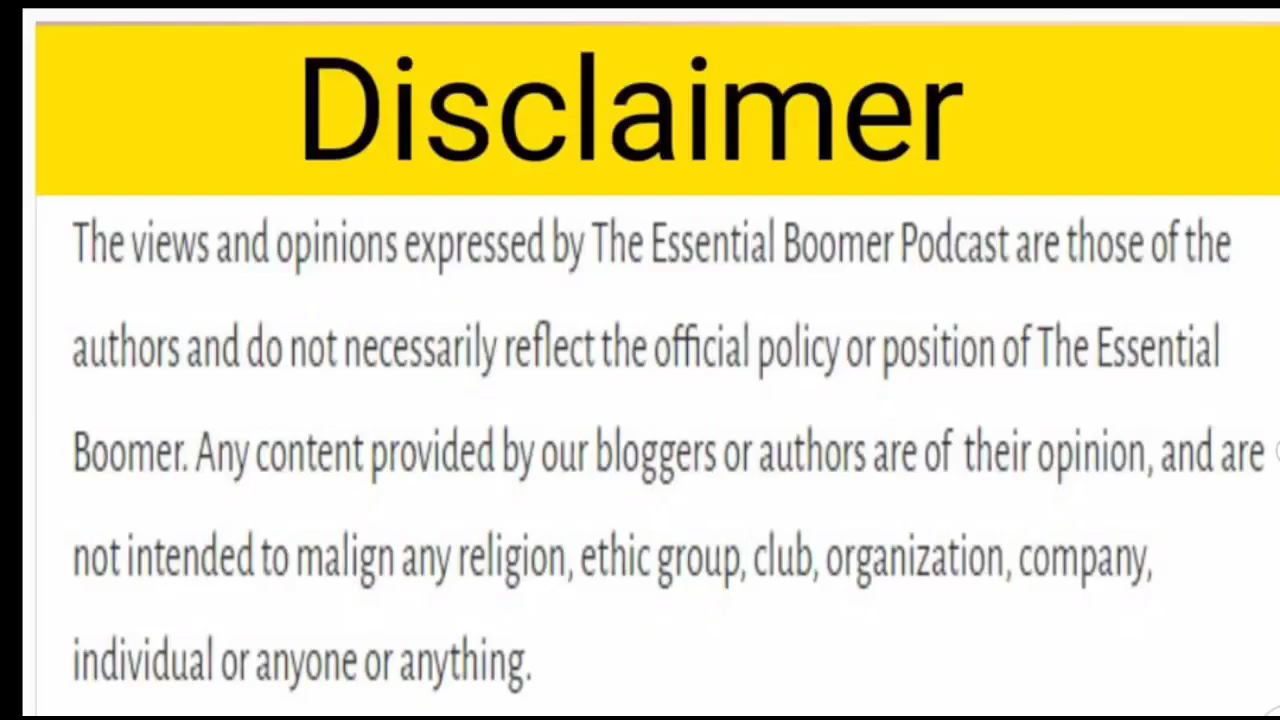 Disclaimer
The views and opinions expressed by The Essential Boomer Podcast are those of the
authors and do not necessarily reflect the official policy or position of The Essential
Boomer. Any content provided by our bloggers or authors are of their opinion, and are
not intended to malign any religion, ethic group, club, organization, company,
individual or anyone or anything.